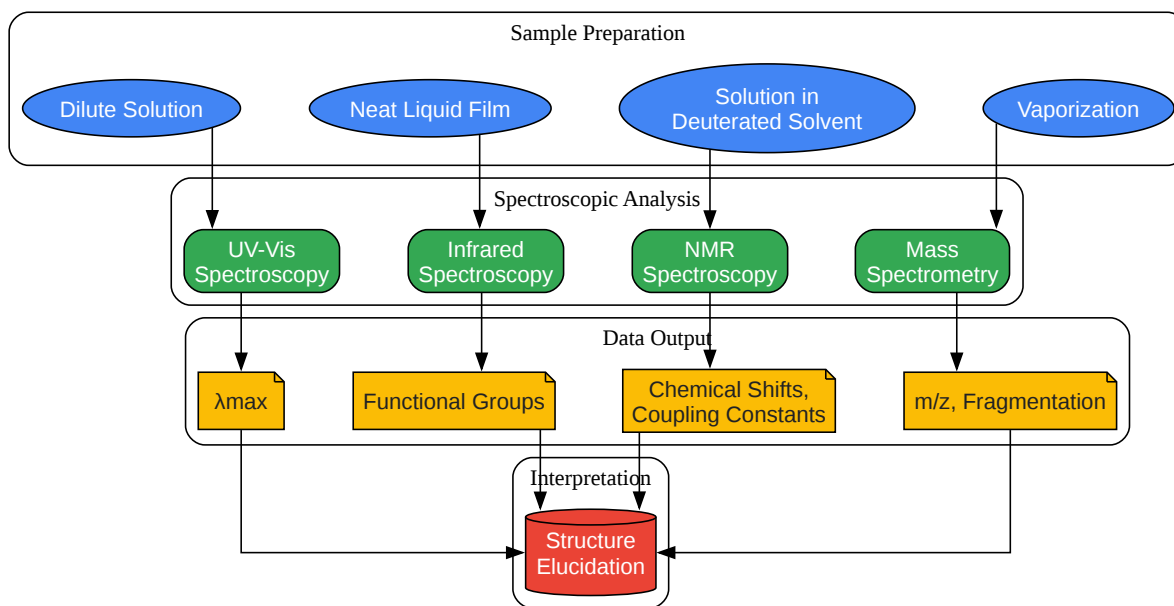 Sample Preparation
Dilute Solution
Neat Liquid Film
Solution in
Deuterated Solvent
Vaporization
Spectroscopic Analysis
UV-Vis
Spectroscopy
Infrared
Spectroscopy
NMR
Spectroscopy
Mass
Spectrometry
Data Output
λmax
Functional Groups
Chemical Shifts,
Coupling Constants
m/z, Fragmentation
Interpretation
Structure
Elucidation